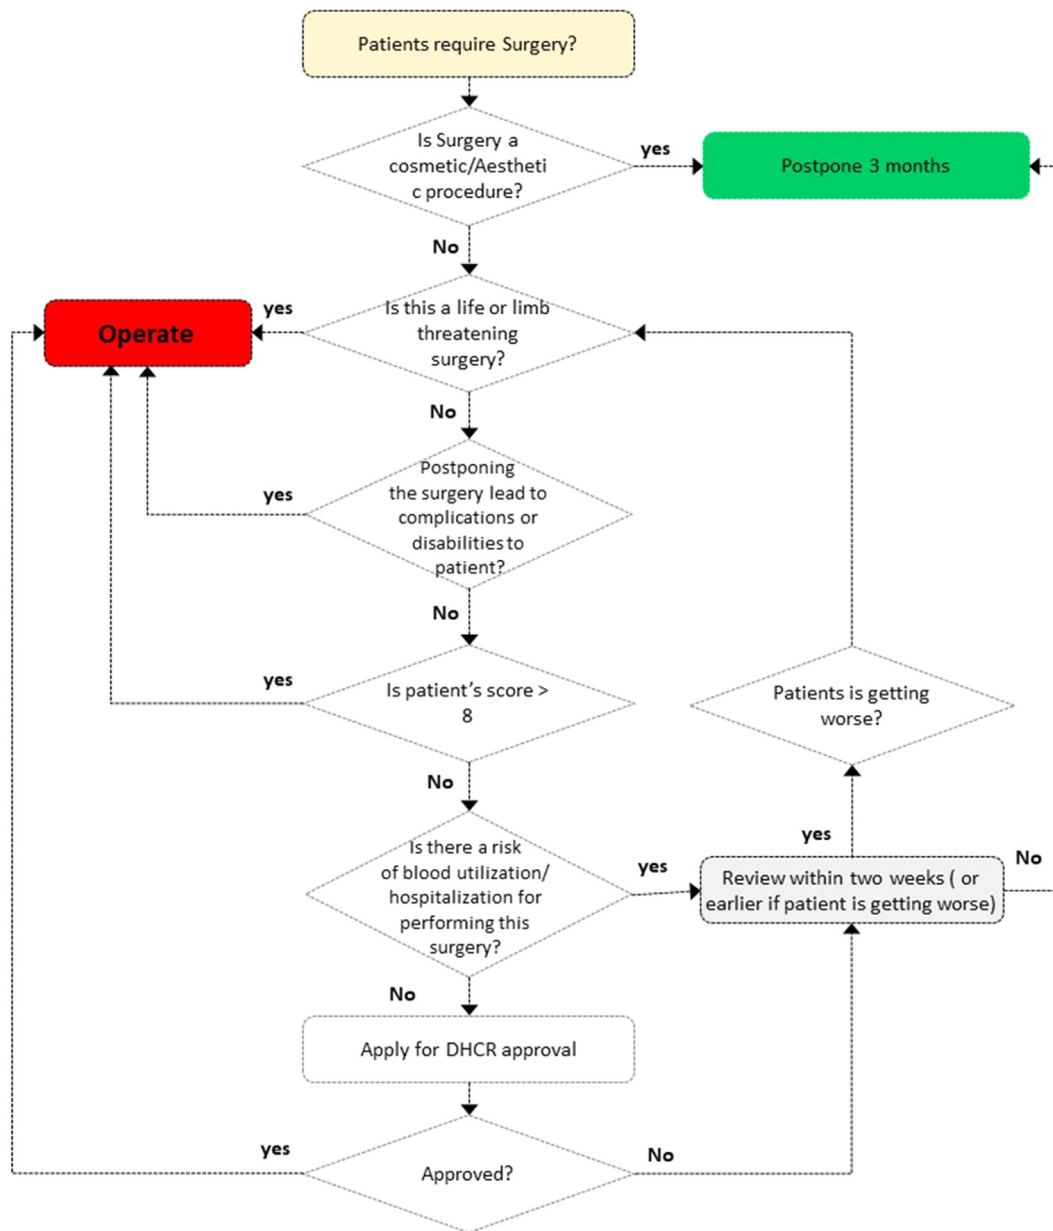 Patients require Surgery?
Is Surgery a
cosmetic/Aestheti
c procedure?
yes
Postpone 3 months
No
Operate
yes
Is this a life or limb
threatening
surgery?
No
Postponing
the surgery lead to
complications or
disabilities to
patient?
yes
No
yes
Is patient’s score >
8
Patients is getting
worse?
No
Is there a risk
of blood utilization/
hospitalization for
performing this
surgery?
yes
yes
No
Review within two weeks ( or
earlier if patient is getting worse)
No
Apply for DHCR approval
yes
Approved?
No